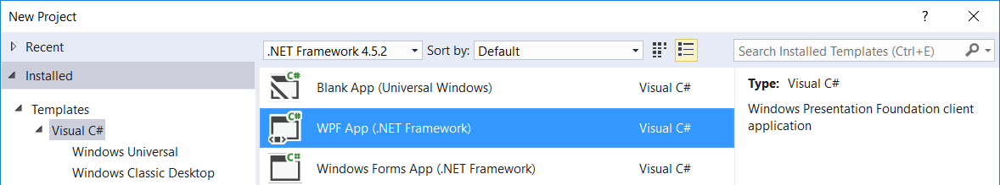 New Project
?
Recent
.NET Framework 4.5.2 Sort by: Default
Search Installed Templates (Ctrl+E)
Installed
Templates
Visual C#
Windows Universal
Windows Classic Desktop
C# Blank App (Universal Windows) Visual C#
C# WPF App (.NET Framework) Visual C#
C# Windows Forms App (.NET Framework) Visual C#
Type: Visual C#
Windows Presentation Foundation client
application